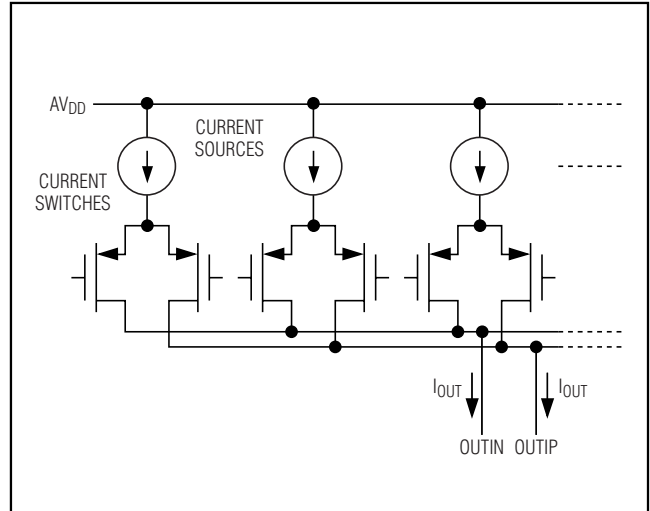 AVDD
CURRENT
SOURCES
CURRENT
SWITCHES
IOUT
IOUT
OUTIN
OUTIP